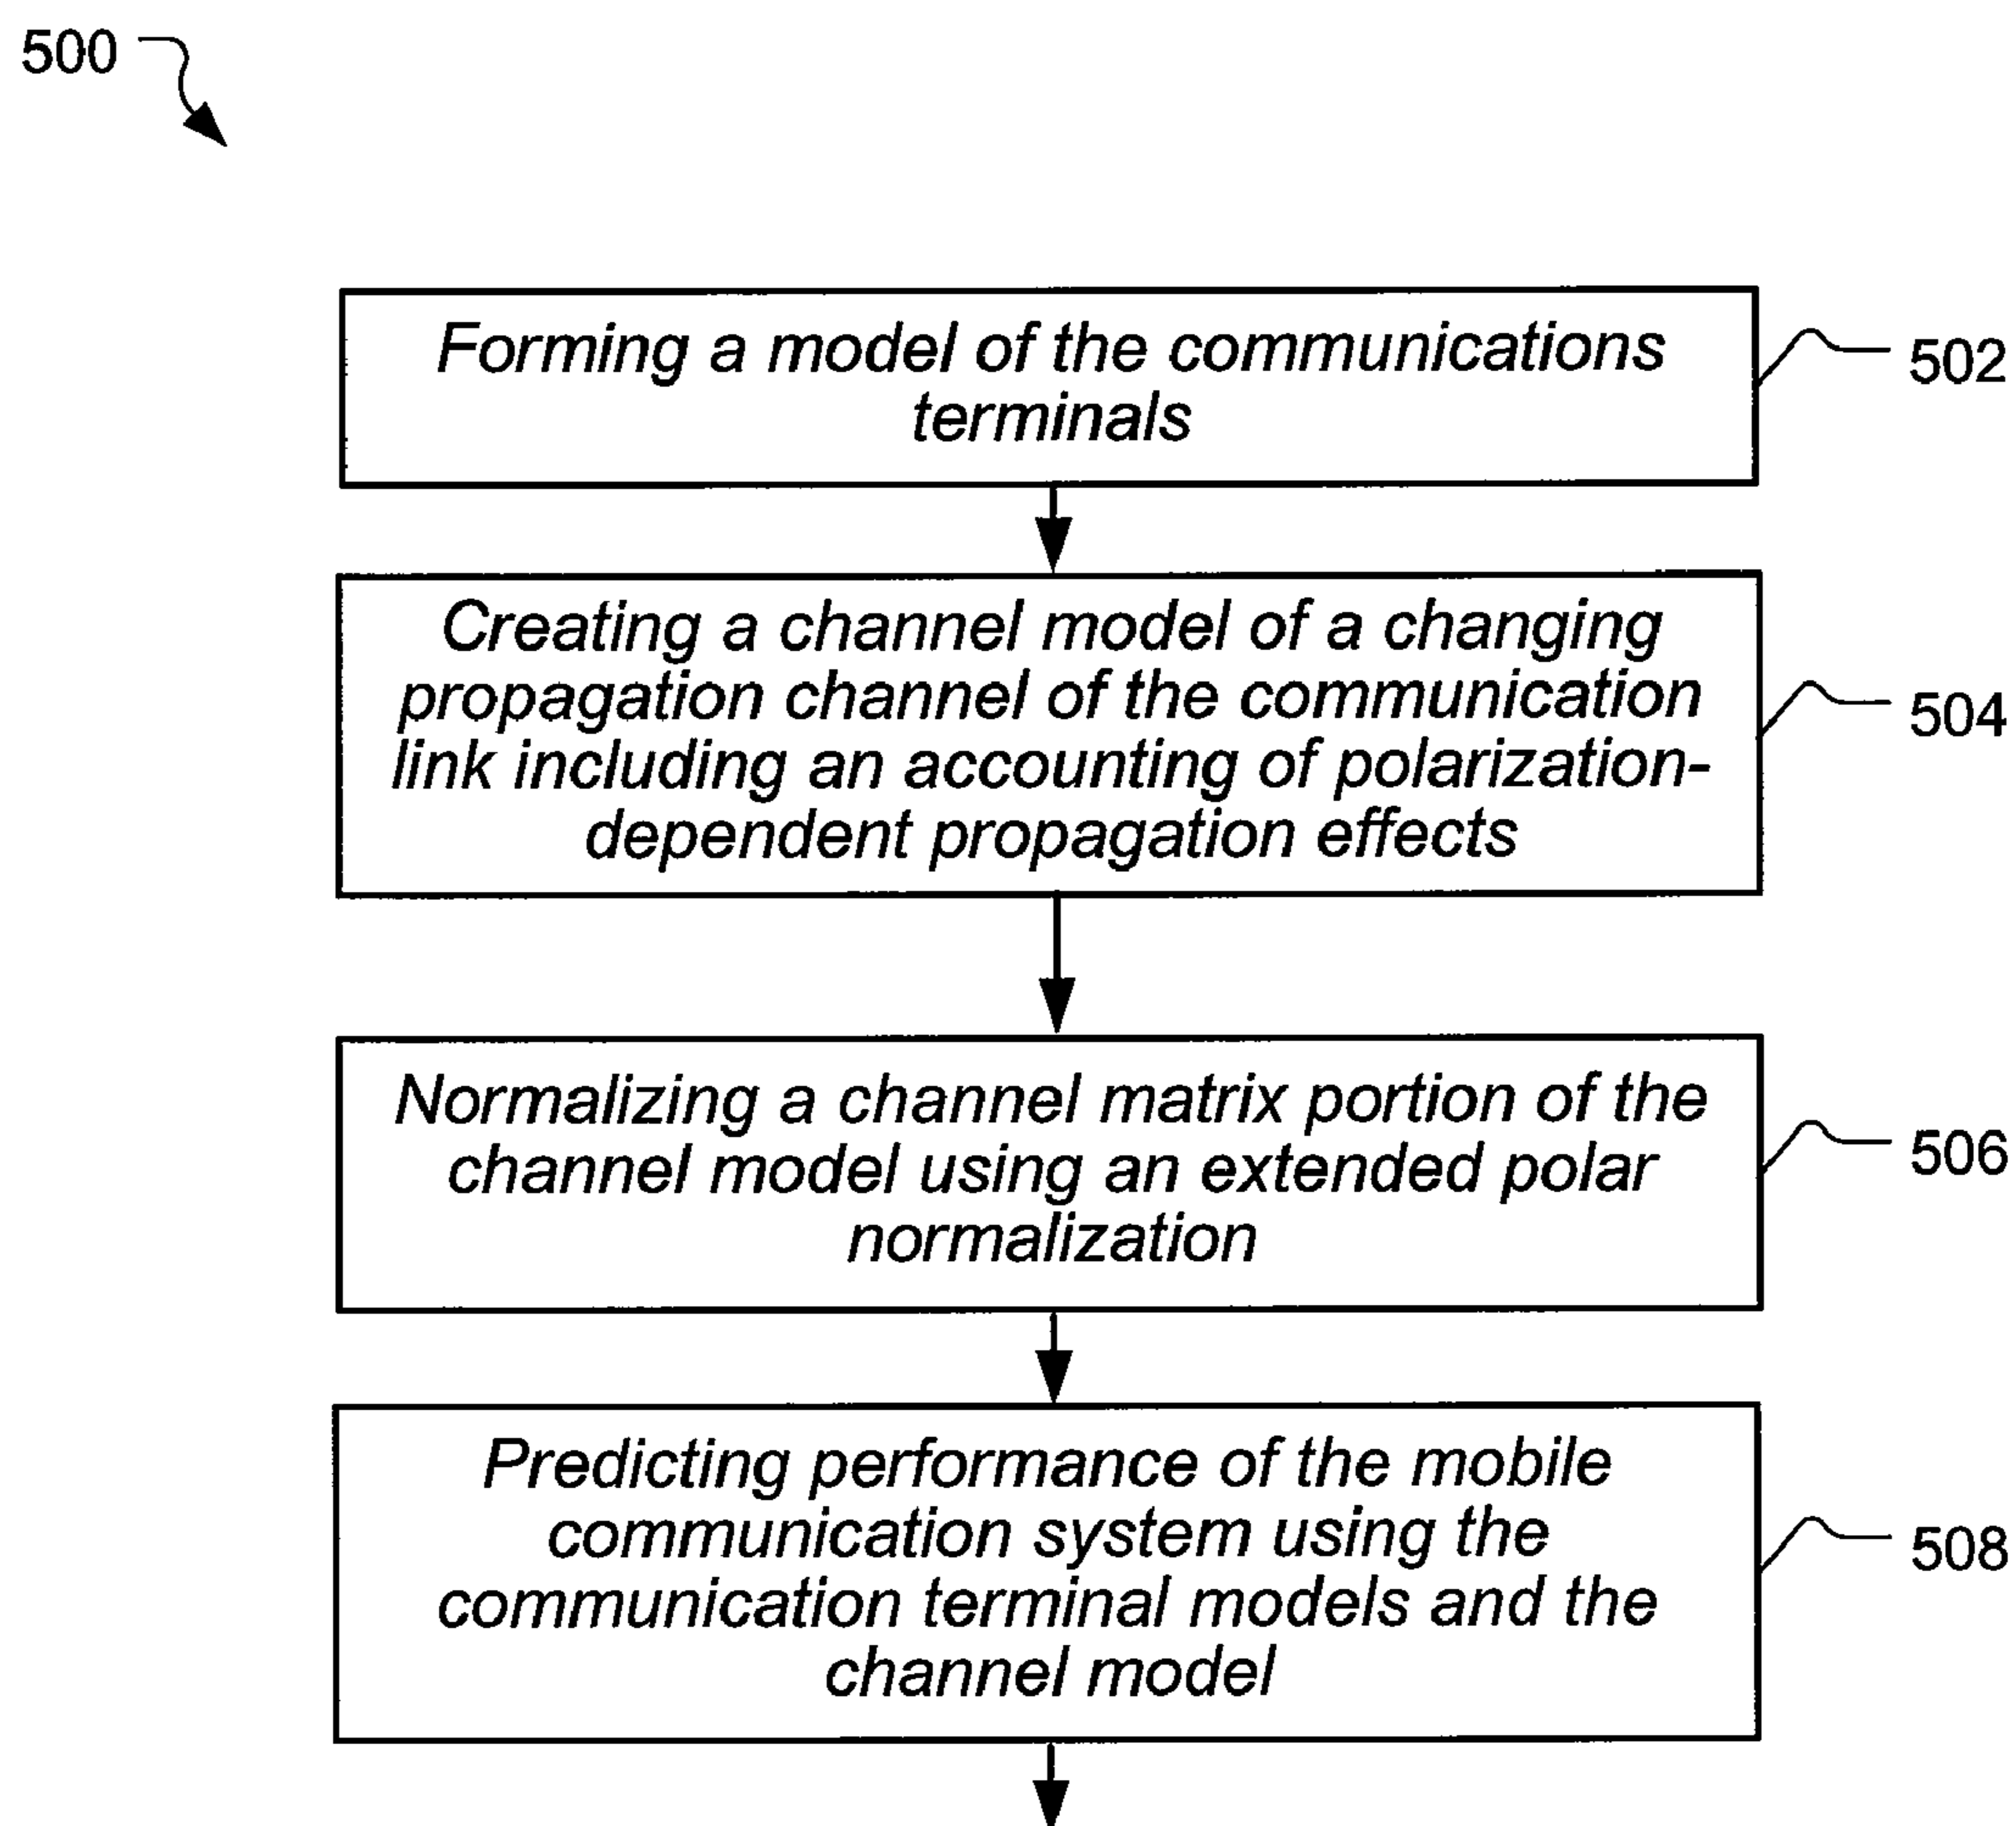 500
Forming a model of the communications
terminals
502
Creating a channel model of a changing
propagation channel of the communication
link including an accounting of polarization-
dependent propagation effects
504
Normalizing a channel matrix portion of the
channel model using an extended polar
normalization
506
Predicting performance of the mobile
communication system using the
communication terminal models and the
channel model
508